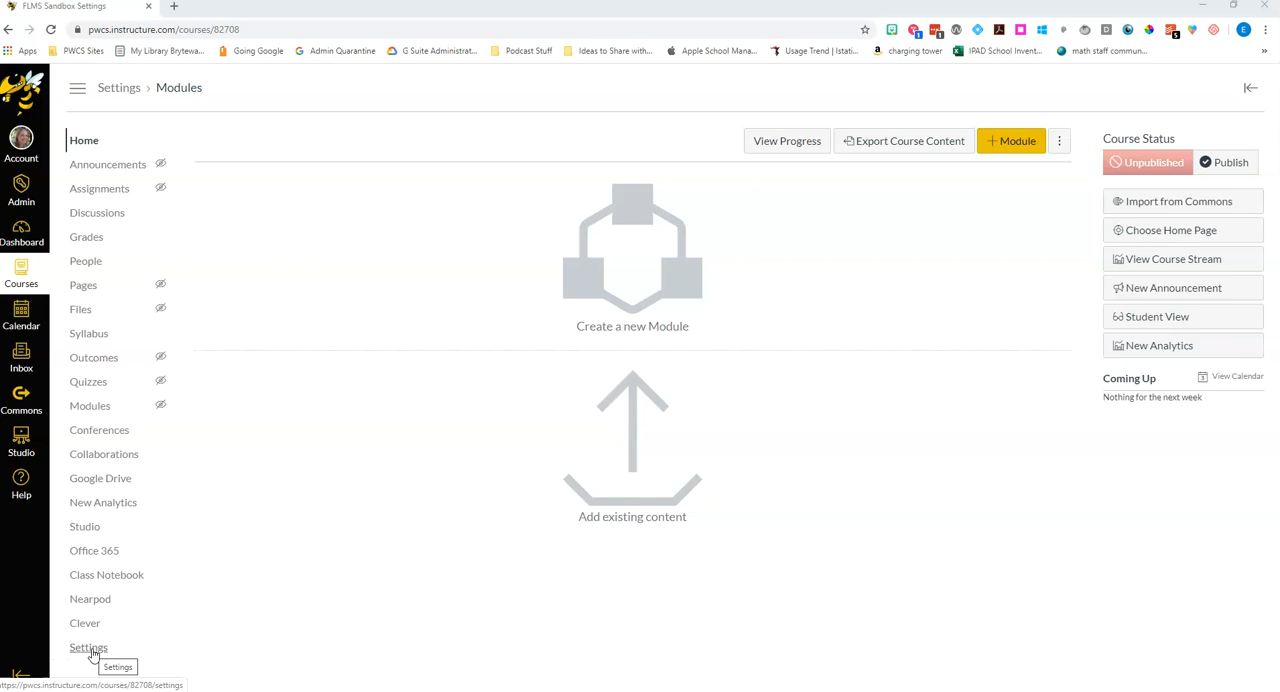 FLMS Sandbox Settings
pwcs.instructure.com/courses/82708
5
E
Apps
PWCS Sites
My Library Brytewa...
Going Google
Admin Quarantine
G Suite Administrat...
Podcast Stuff
Ideas to Share with...
Apple School Mana...
Usage Trend | Istati...
charging tower
IPAD School Invent...
math staff commun...
»
Settings › Modules
Account
Admin
Dashboard
Courses
Calendar
Inbox
Commons
Studio
Help
Home
Announcements
Assignments
Discussions
Grades
People
Pages
Files
Syllabus
Outcomes
Quizzes
Modules
Conferences
Collaborations
Google Drive
New Analytics
Studio
Office 365
Class Notebook
Nearpod
Clever
Settings
Settings
https://pwcs.instructure.com/courses/82708/settings
View Progress
Export Course Content
+ Module
Create a new Module
Add existing content
Course Status
Unpublished
Publish
Import from Commons
Choose Home Page
View Course Stream
New Announcement
Student View
New Analytics
Coming Up
View Calendar
Nothing for the next week